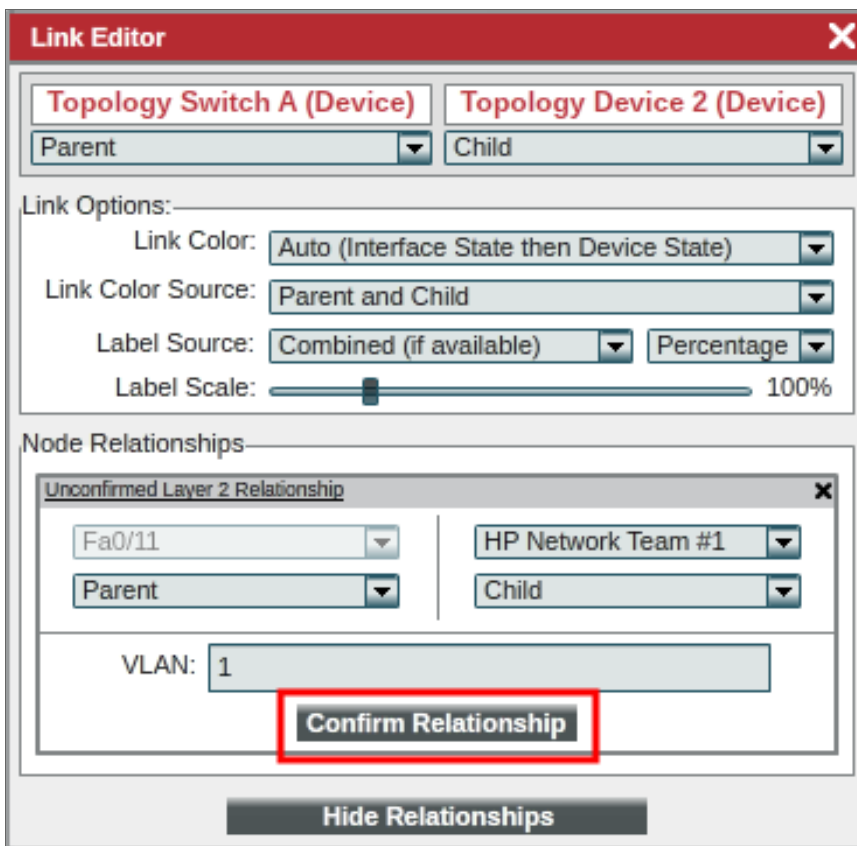 Link Editor
Topology Switch A (Device) Topology Device 2 (Device)
Parent Child
Link Options:
Link Color: Auto (Interface State then Device State)
Link Color Source: Parent and Child
Label Source: Combined (if available) Percentage
Label Scale: 100%
Node Relationships
Unconfirmed Layer 2 Relationship
Fa0/11 HP Network Team #1
Parent Child
VLAN: 1
Confirm Relationship
Hide Relationships